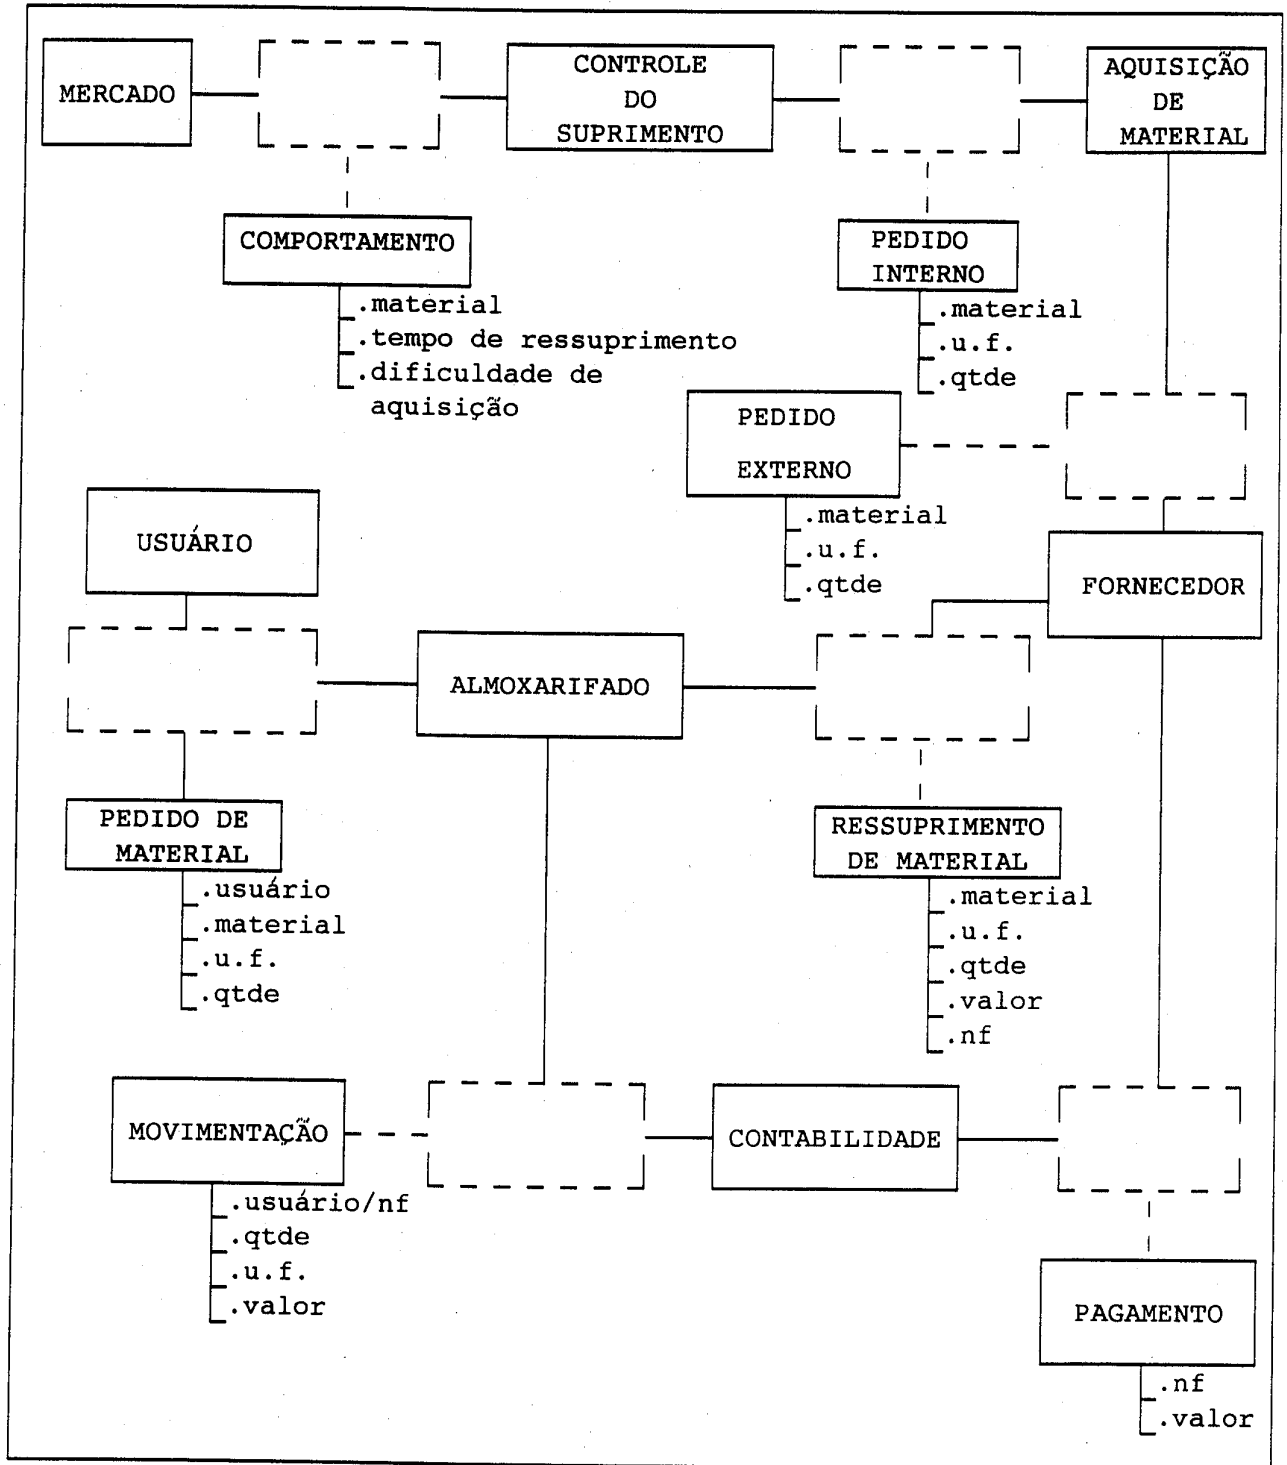 MERCADO
CONTROLE
DO
SUPRIMENTO
AQUISIÇÃO
DE
MATERIAL
COMPORTAMENTO
.material
.tempo de ressuprimento
.dificuldade de
aquisição
PEDIDO
INTERNO
.material
.u.f.
.qtde
PEDIDO
EXTERNO
.material
.u.f.
.qtde
USUÁRIO
FORNECEDOR
ALMOXARIFADO
PEDIDO DE
MATERIAL
.usuário
.material
.u.f.
.qtde
RESSUPRIMENTO
DE MATERIAL
.material
.u.f.
.qtde
.valor
.nf
MOVIMENTAÇÃO
.usuário/nf
.qtde
.u.f.
.valor
CONTABILIDADE
PAGAMENTO
.nf
.valor